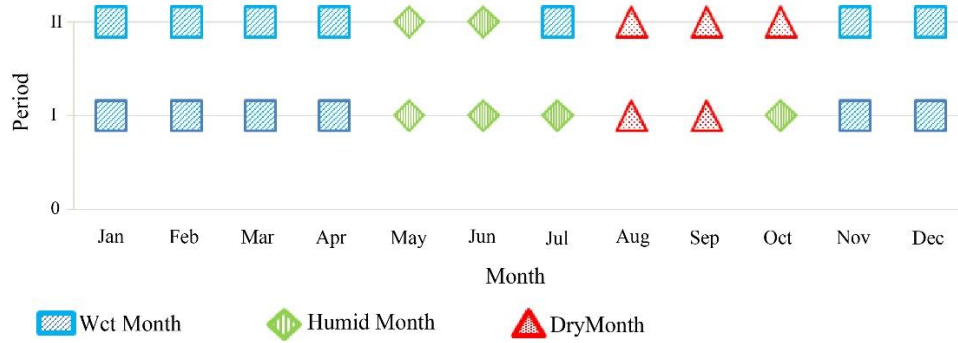 II
Period
I
0
Jan Feb Mar Apr May Jun Jul Aug Sep Oct Nov Dec
Month
Wct Month Humid Month DryMonth